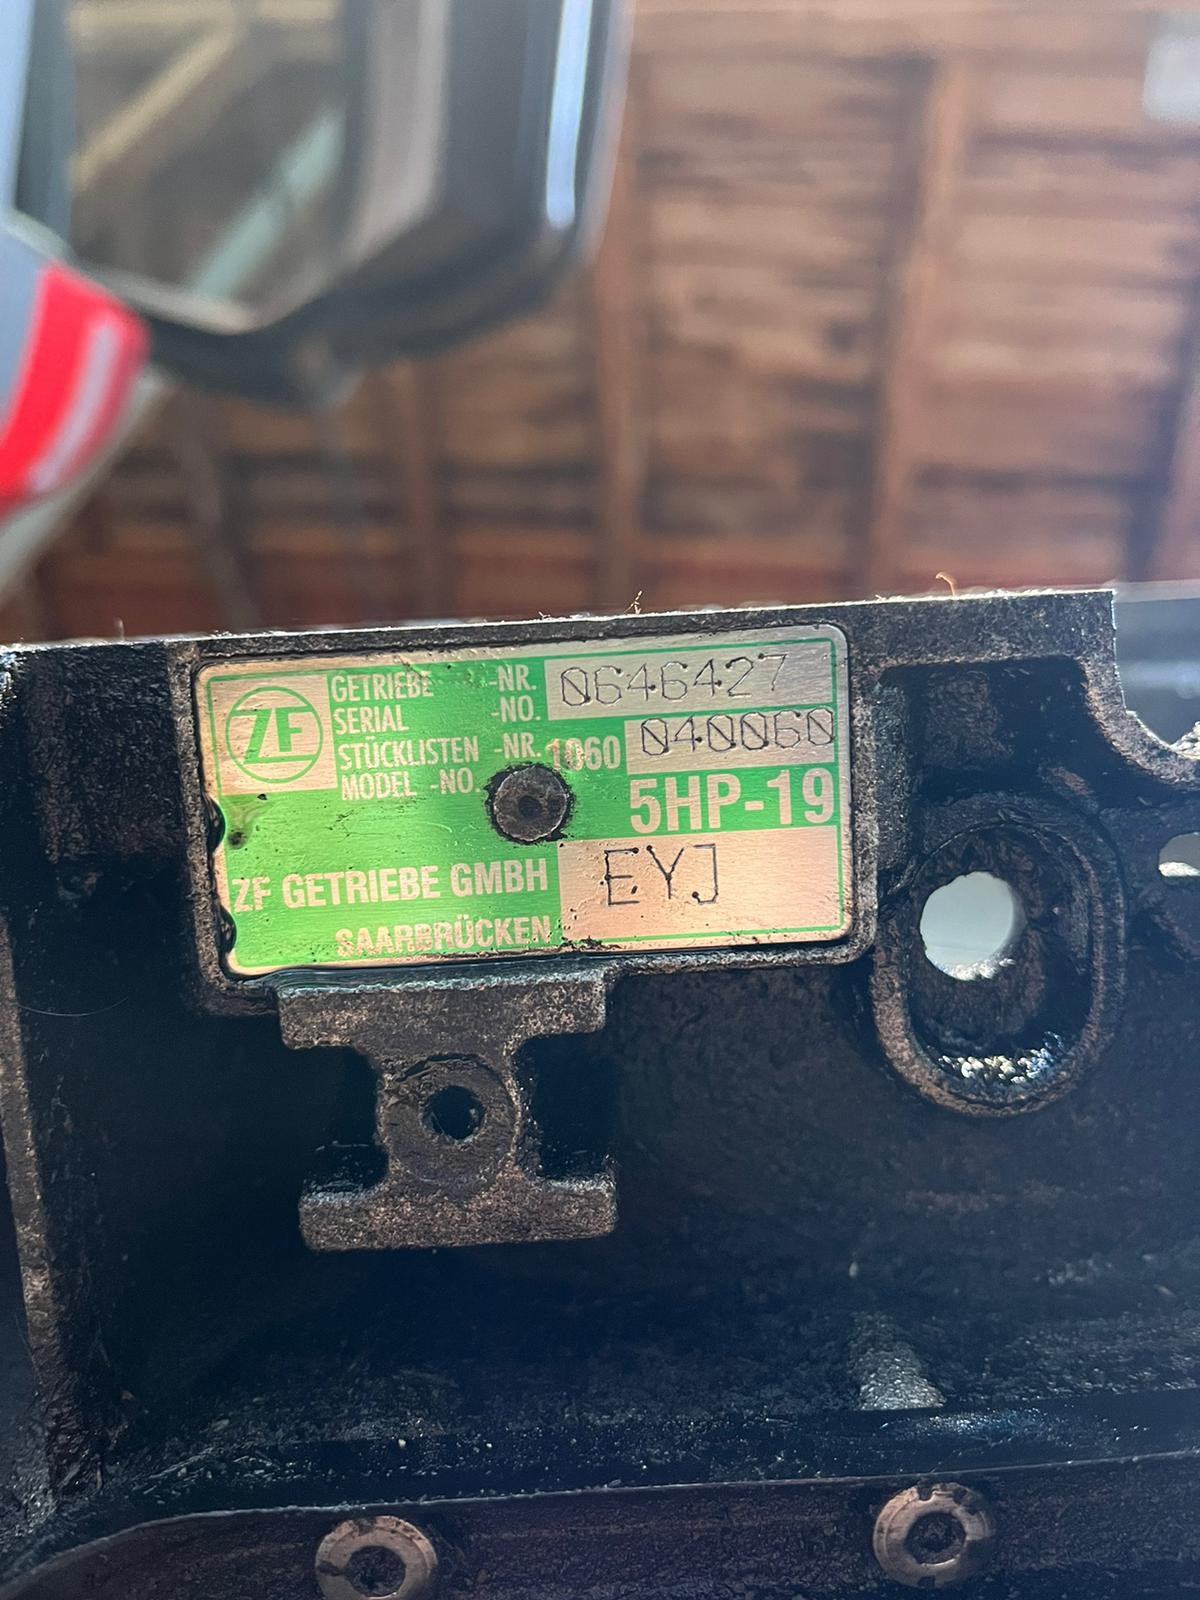 ZF
GETRIEBE -NR. 0646427
SERIAL -NO.
STÜCKLISTEN -NR. 1060 040060
MODEL -NO.
5HP-19
ZF GETRIEBE GMBH EYJ
SAARBRÜCKEN